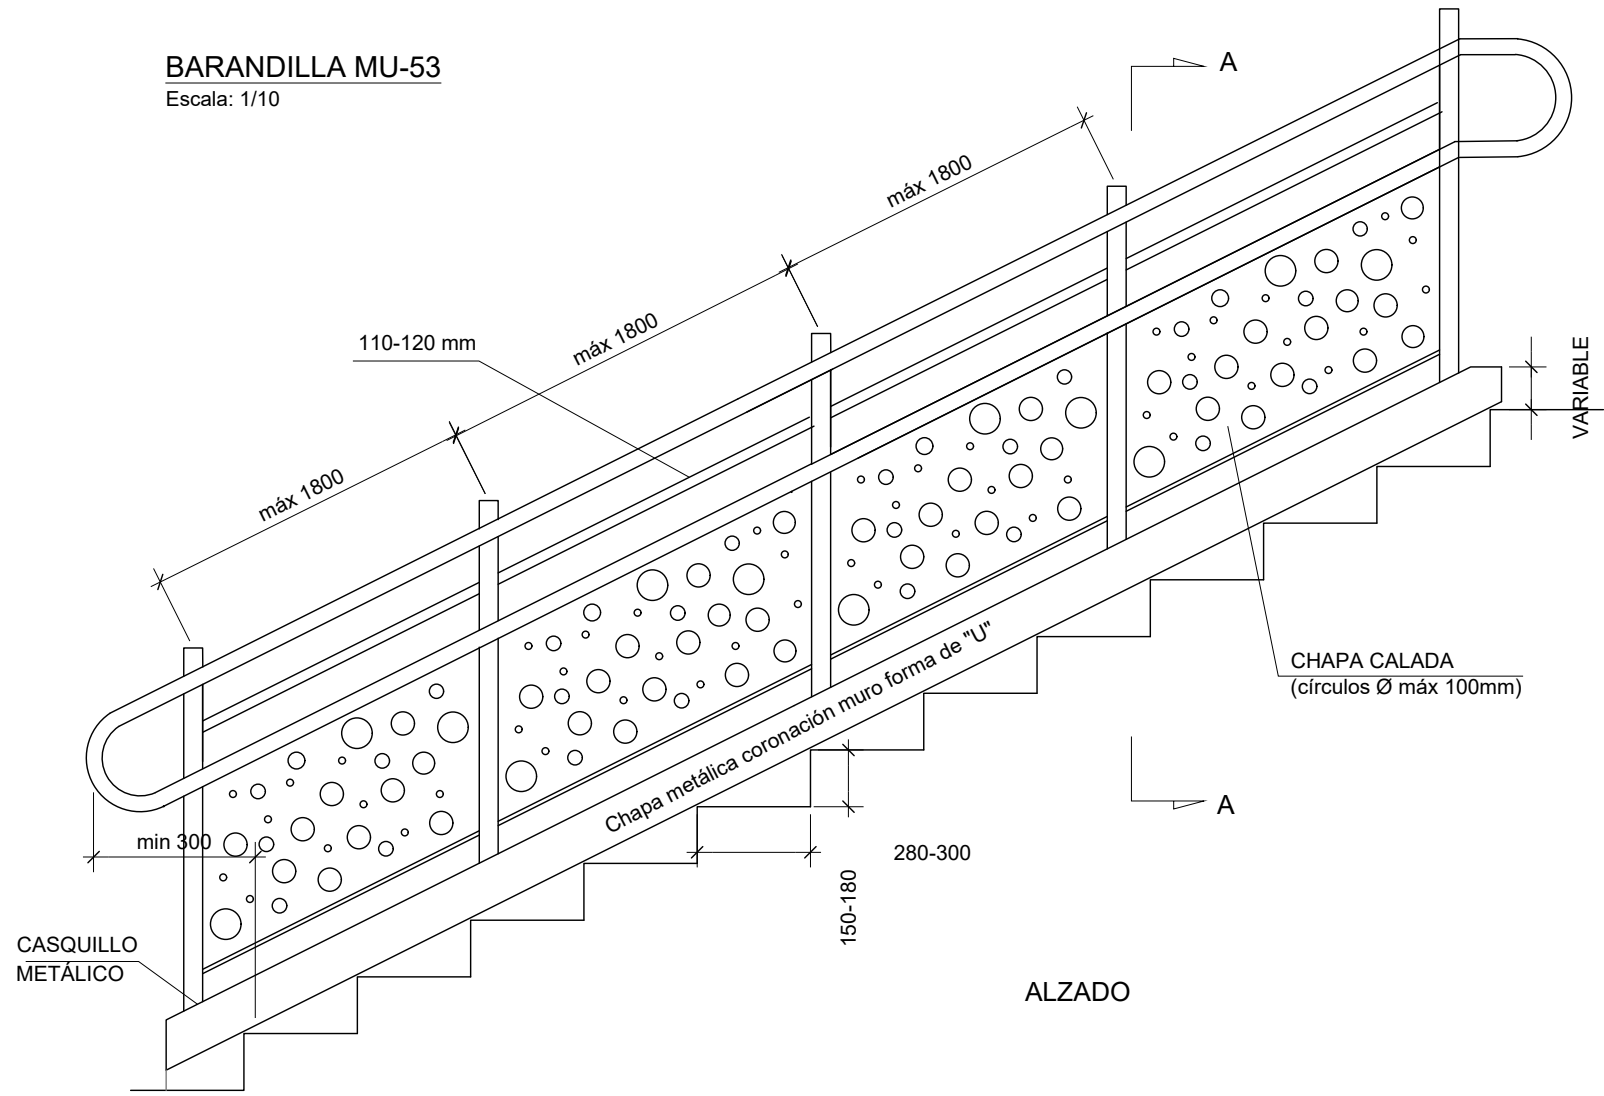 BARANDILLA MU-53
Escala: 1/10
A
máx 1800
máx 1800
110-120 mm
máx 1800
VARIABLE
CHAPA CALADA
(círculos Ø máx 100mm)
Chapa metálica coronación muro forma de "U"
A
min 300
280-300
150-180
CASQUILLO
METÁLICO
ALZADO